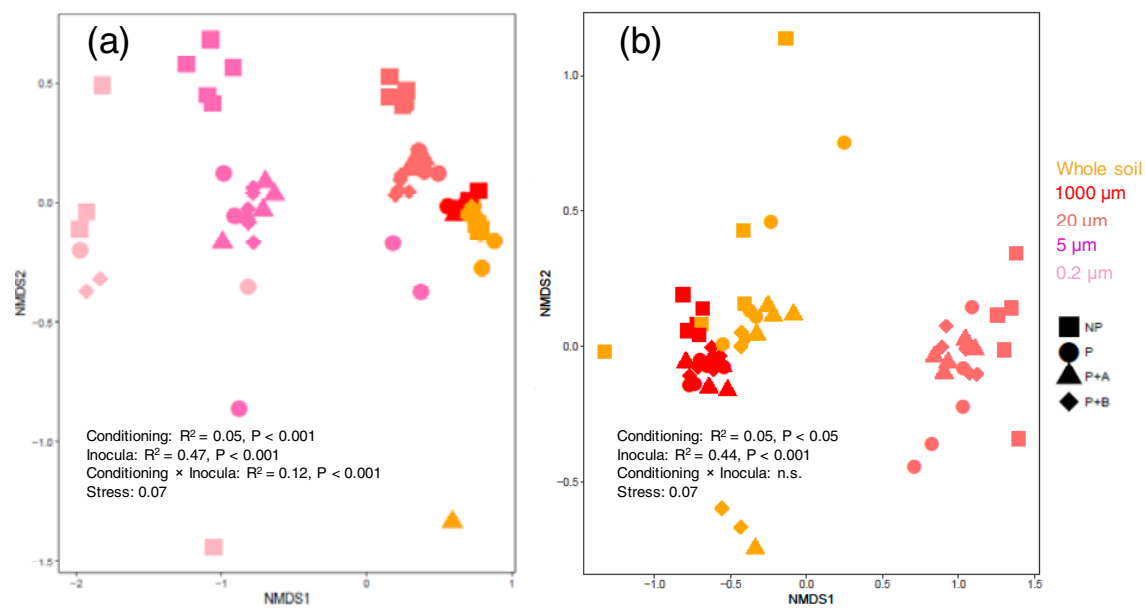 (a)
0.5
0.0
-0.5
-1.0
-1.5
NMDS2
Conditioning: R² = 0.05, P < 0.001
Inocula: R² = 0.47, P < 0.001
Conditioning × Inocula: R² = 0.12, P < 0.001
Stress: 0.07
-2 -1 0 1
NMDS1
(b)
1.0
0.5
0.0
-0.5
NMDS2
Conditioning: R² = 0.05, P < 0.05
Inocula: R² = 0.44, P < 0.001
Conditioning × Inocula: n.s.
Stress: 0.07
-1.0 -0.5 0.0 0.5 1.0 1.5
NMDS1
Whole soil
1000 µm
20 µm
5 µm
0.2 µm
NP
P
P+A
P+B